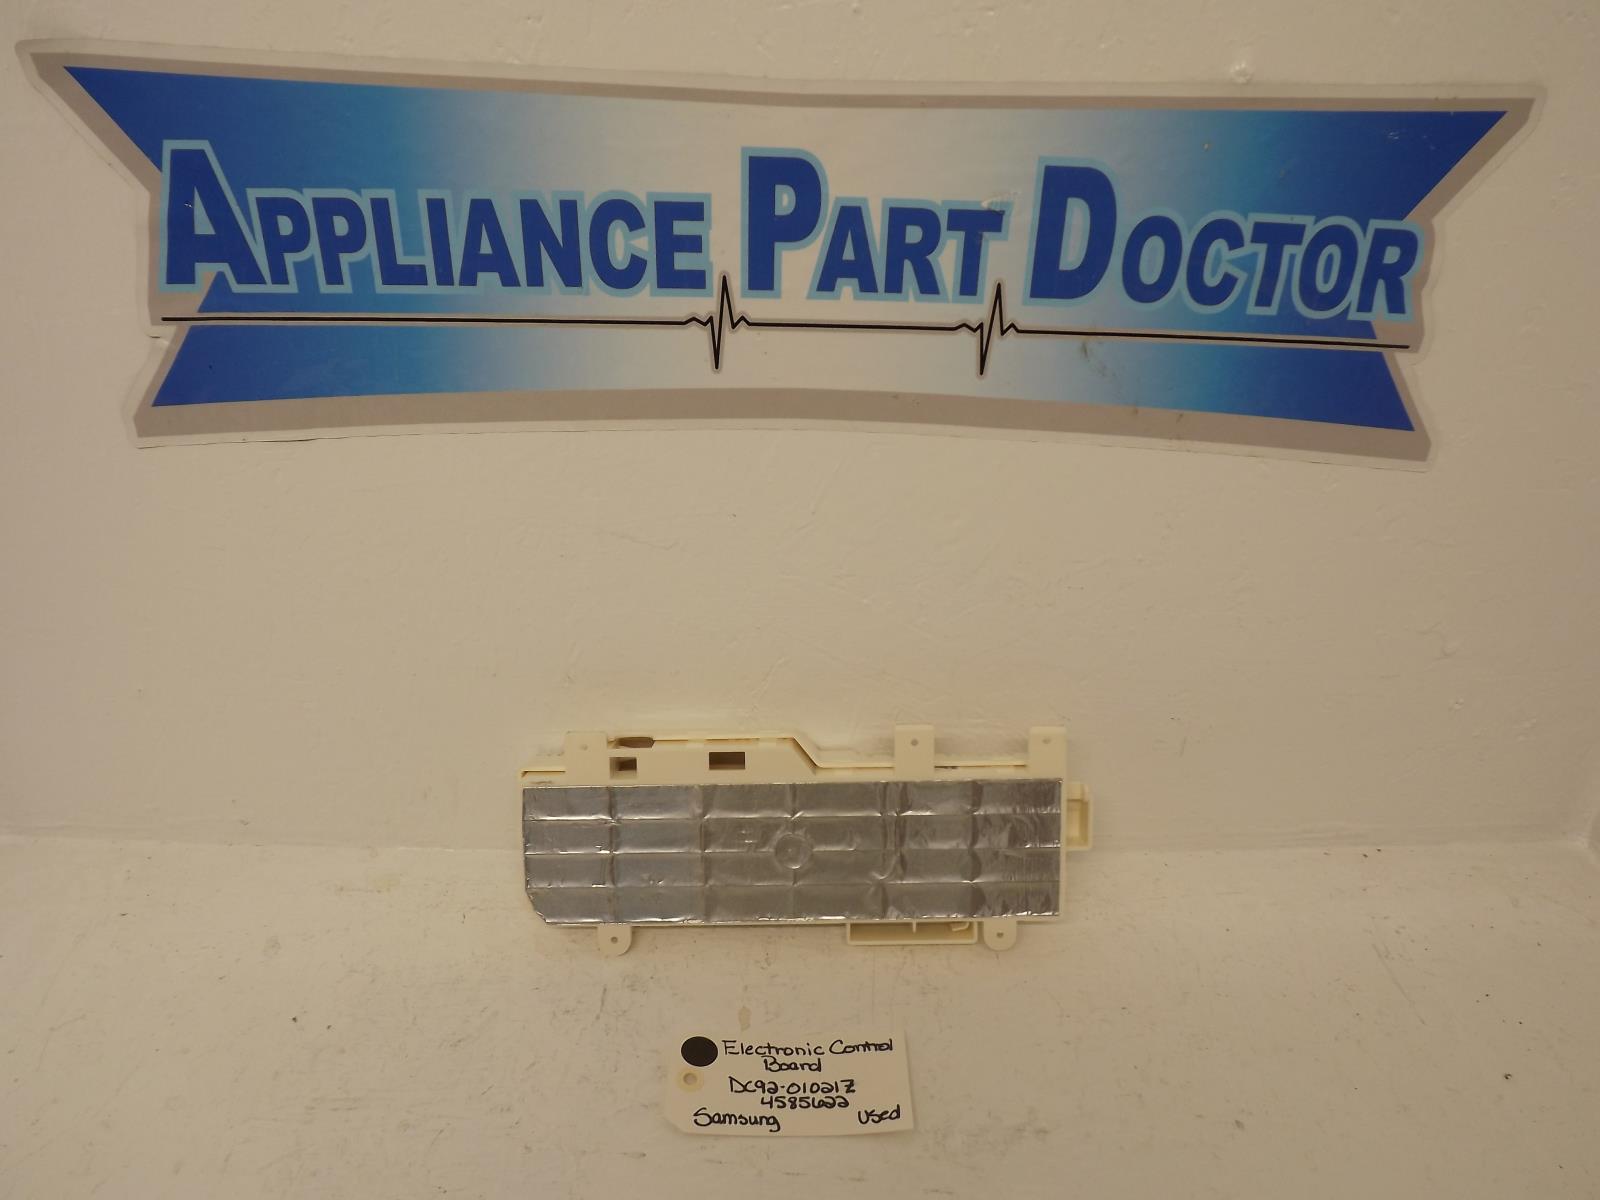 APPLIANCE PART DOCTOR
Electronic Control
Board
DC92-01021Z
4585622
Samsung Used